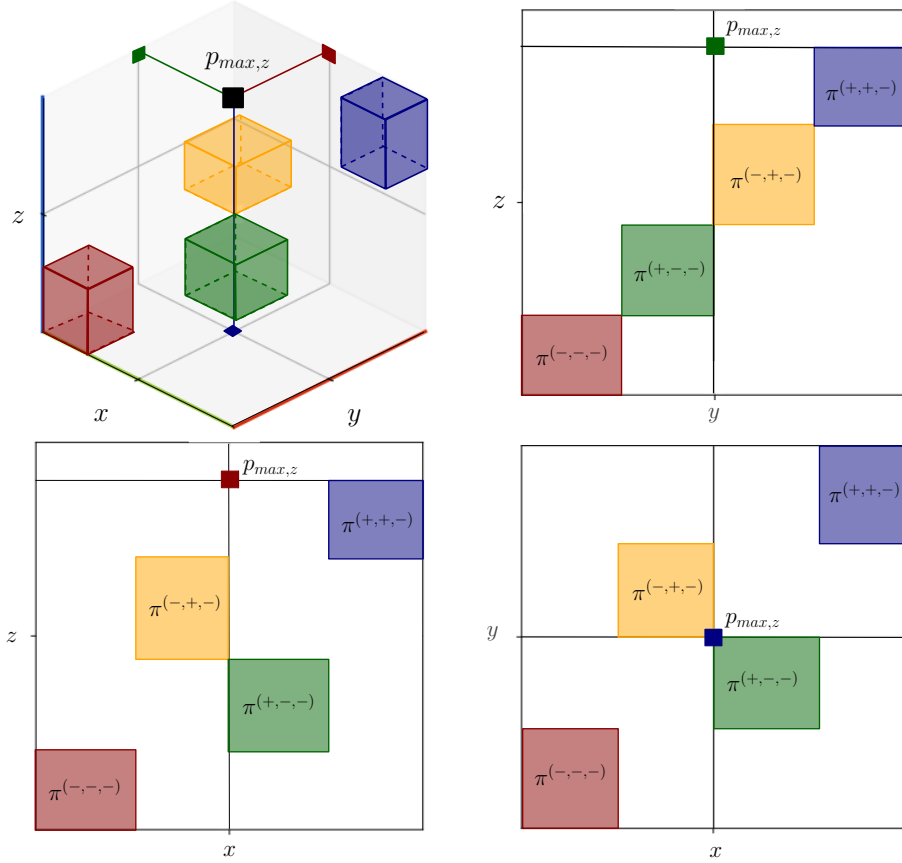 p_{max,z}
z
x
y
p_{max,z}
π^{(+,+,−)}
π^{(−,+,−)}
z
π^{(+,−,−)}
π^{(−,−,−)}
y
p_{max,z}
π^{(+,+,−)}
π^{(−,+,−)}
z
π^{(+,−,−)}
π^{(−,−,−)}
x
π^{(+,+,−)}
π^{(−,+,−)}
p_{max,z}
y
π^{(+,−,−)}
π^{(−,−,−)}
x